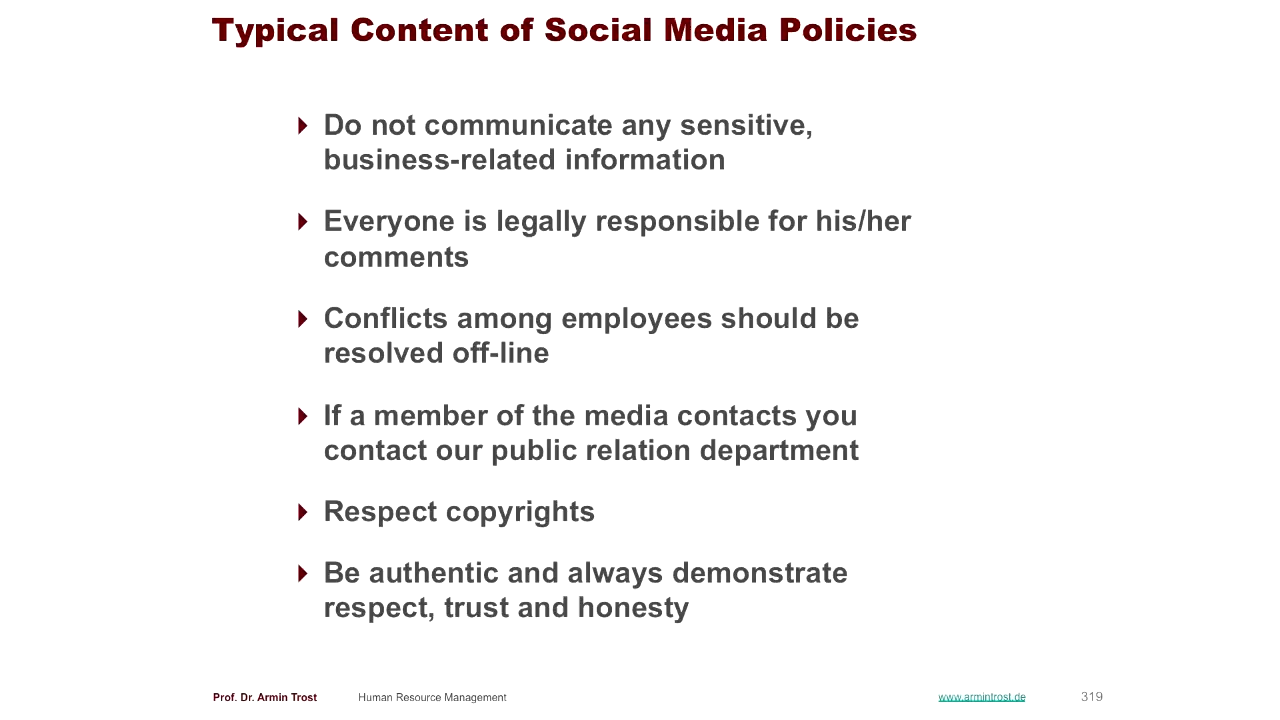 Typical Content of Social Media Policies
Do not communicate any sensitive,
business-related information
Everyone is legally responsible for his/her
comments
Conflicts among employees should be
resolved off-line
If a member of the media contacts you
contact our public relation department
Respect copyrights
Be authentic and always demonstrate
respect, trust and honesty
Prof. Dr. Armin Trost Human Resource Management www.armintrost.de 319